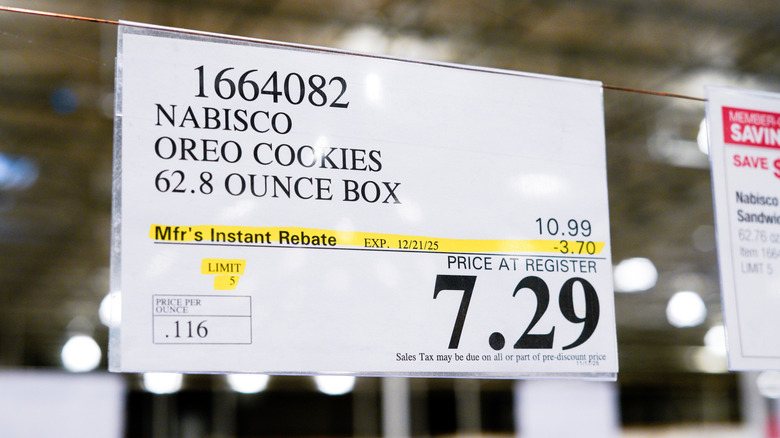 1664082
NABISCO
OREO COOKIES
62.8 OUNCE BOX
10.99
Mfr's Instant Rebate EXP. 12/21/25 -3.70
PRICE AT REGISTER
LIMIT
5
7.29
PRICE PER
OUNCE
.116
Sales Tax may be due on all or part of pre-discount price
MEMBER-
SAVIN
SAVE $
Nabisco
Sandw
62.76 o
Item 166
LIMIT 5